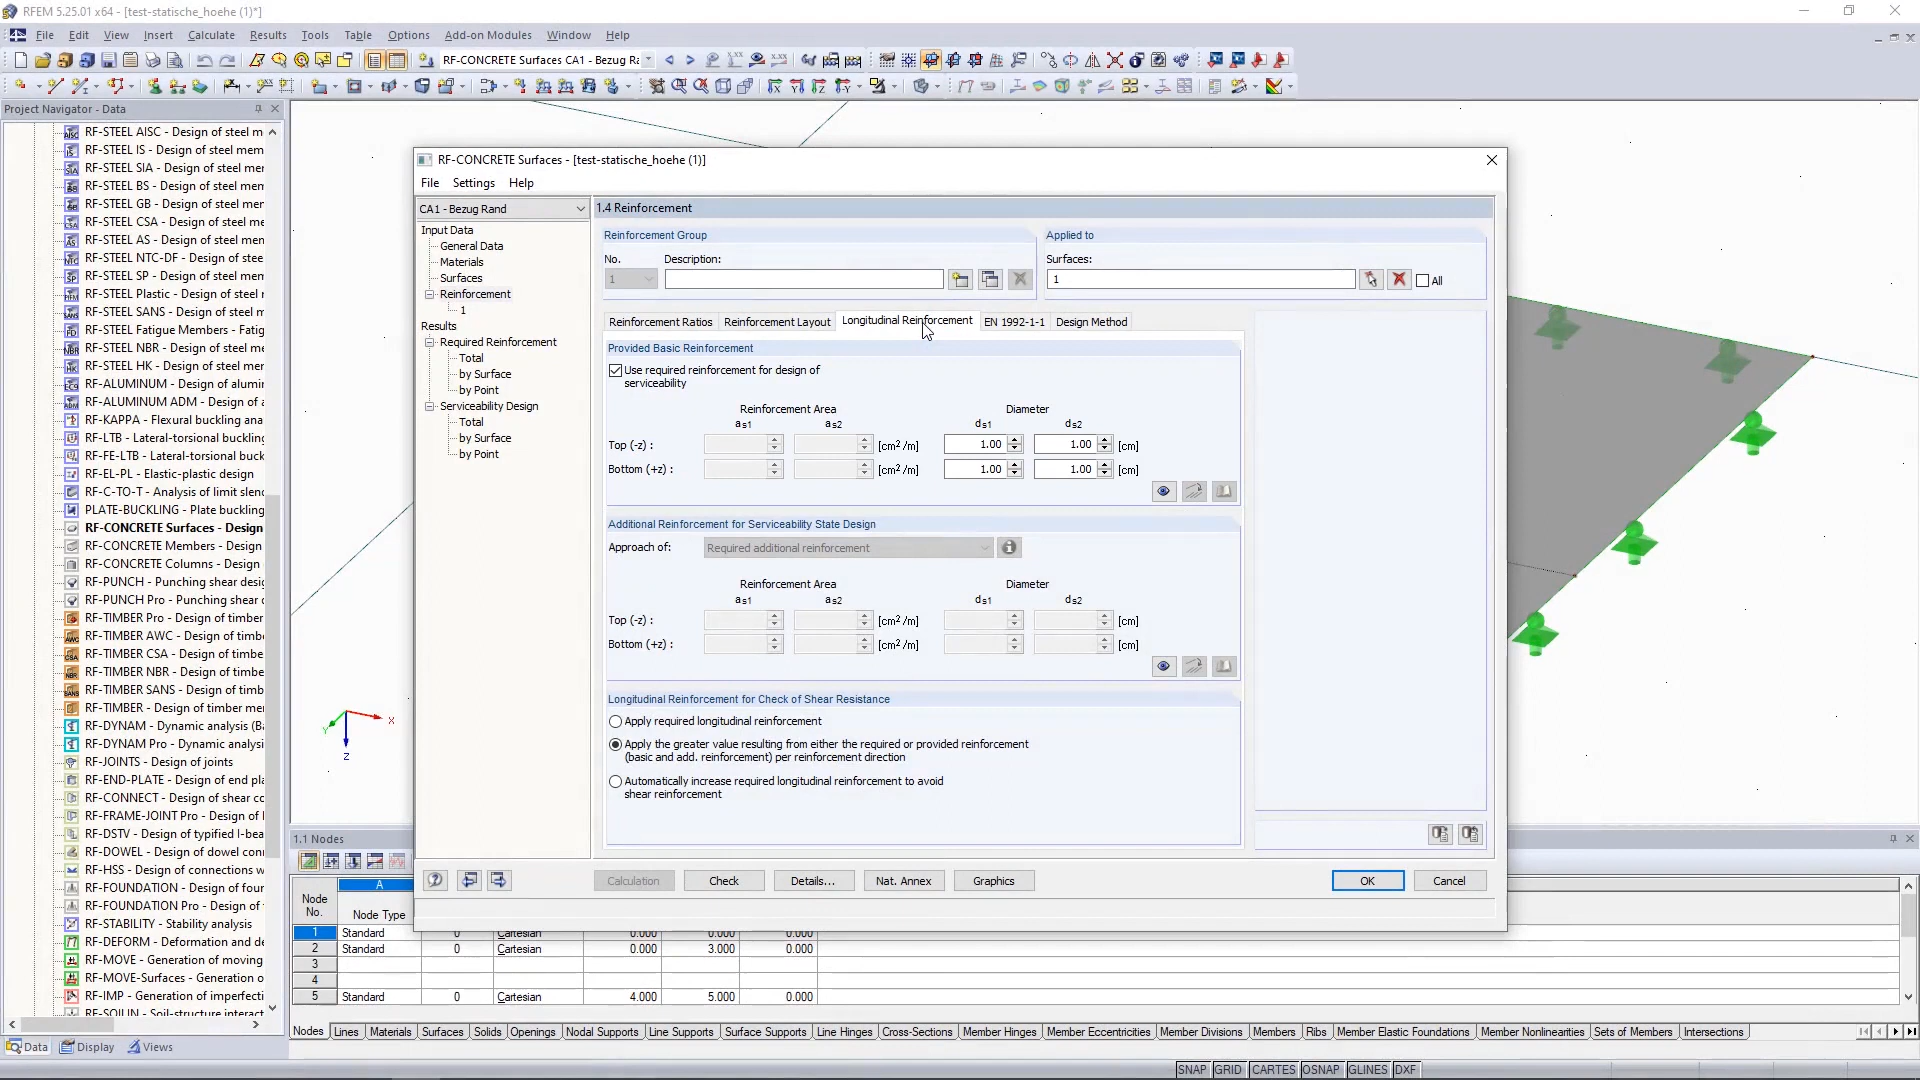 RFEM 5.25.01 x64 - [test-statische_hoehe (1)*]
File Edit View Insert Calculate Results Tools Table Options Add-on Modules Window Help
RF-CONCRETE Surfaces CA1 - Bezug Ra
Project Navigator - Data
RF-STEEL AISC - Design of steel m
RF-STEEL IS - Design of steel mem
RF-STEEL SIA - Design of steel mer
RF-STEEL BS - Design of steel mer
RF-STEEL GB - Design of steel mer
RF-STEEL CSA - Design of steel me
RF-STEEL AS - Design of steel mer
RF-STEEL NTC-DF - Design of steel
RF-STEEL SP - Design of steel mer
RF-STEEL Plastic - Design of steel r
RF-STEEL SANS - Design of steel m
RF-STEEL Fatigue Members - Fatig
RF-STEEL NBR - Design of steel me
RF-STEEL HK - Design of steel mer
RF-ALUMINUM - Design of alumir
RF-ALUMINUM ADM - Design of a
RF-KAPPA - Flexural buckling ana
RF-LTB - Lateral-torsional buckling
RF-FE-LTB - Lateral-torsional buck
RF-EL-PL - Elastic-plastic design
RF-C-TO-T - Analysis of limit slenc
PLATE-BUCKLING - Plate buckling
RF-CONCRETE Surfaces - Design
RF-CONCRETE Members - Design
RF-CONCRETE Columns - Design
RF-PUNCH - Punching shear desig
RF-PUNCH Pro - Punching shear c
RF-TIMBER Pro - Design of timber
RF-TIMBER AWC - Design of timbe
RF-TIMBER CSA - Design of timbe
RF-TIMBER NBR - Design of timbe
RF-TIMBER SANS - Design of timb
RF-TIMBER - Design of timber mer
RF-DYNAM - Dynamic analysis (Ba
RF-DYNAM Pro - Dynamic analysi
RF-JOINTS - Design of joints
RF-END-PLATE - Design of end pla
RF-CONNECT - Design of shear cc
RF-FRAME-JOINT Pro - Design of l
RF-DSTV - Design of typified I-bea
RF-DOWEL - Design of dowel conr
RF-HSS - Design of connections w
RF-FOUNDATION - Design of four
RF-FOUNDATION Pro - Design of
RF-STABILITY - Stability analysis
RF-DEFORM - Deformation and de
RF-MOVE - Generation of moving
RF-MOVE-Surfaces - Generation o
RF-IMP - Generation of imperfecti
RF-SOILIN - Soil-structure interact
Data Display Views
RF-CONCRETE Surfaces - [test-statische_hoehe (1)]
File Settings Help
CA1 - Bezug Rand
Input Data
General Data
Materials
Surfaces
Reinforcement
1
Results
Required Reinforcement
Total
by Surface
by Point
Serviceability Design
Total
by Surface
by Point
1.4 Reinforcement
Reinforcement Group
No. Description:
1
Applied to
Surfaces:
1 All
Reinforcement Ratios Reinforcement Layout Longitudinal Reinforcement EN 1992-1-1 Design Method
Provided Basic Reinforcement
Use required reinforcement for design of
serviceability
Reinforcement Area Diameter
as1 as2 ds1 ds2
Top (-z) : [cm2/m] 1.00 1.00 [cm]
Bottom (+z) : [cm2/m] 1.00 1.00 [cm]
Additional Reinforcement for Serviceability State Design
Approach of: Required additional reinforcement
Reinforcement Area Diameter
as1 as2 ds1 ds2
Top (-z) : [cm2/m] [cm]
Bottom (+z) : [cm2/m] [cm]
Longitudinal Reinforcement for Check of Shear Resistance
Apply required longitudinal reinforcement
Apply the greater value resulting from either the required or provided reinforcement
(basic and add. reinforcement) per reinforcement direction
Automatically increase required longitudinal reinforcement to avoid
shear reinforcement
Calculation Check Details... Nat. Annex Graphics OK Cancel
X
Y
Z
1.1 Nodes
A
Node
No. Node Type
1 Standard 0 Cartesian 0.000 0.000 0.000
2 Standard 0 Cartesian 0.000 3.000 0.000
3
4
5 Standard 0 Cartesian 4.000 5.000 0.000
Nodes Lines Materials Surfaces Solids Openings Nodal Supports Line Supports Surface Supports Line Hinges Cross-Sections Member Hinges Member Eccentricities Member Divisions Members Ribs Member Elastic Foundations Member Nonlinearities Sets of Members Intersections
SNAP GRID CARTES OSNAP GLINES DXF